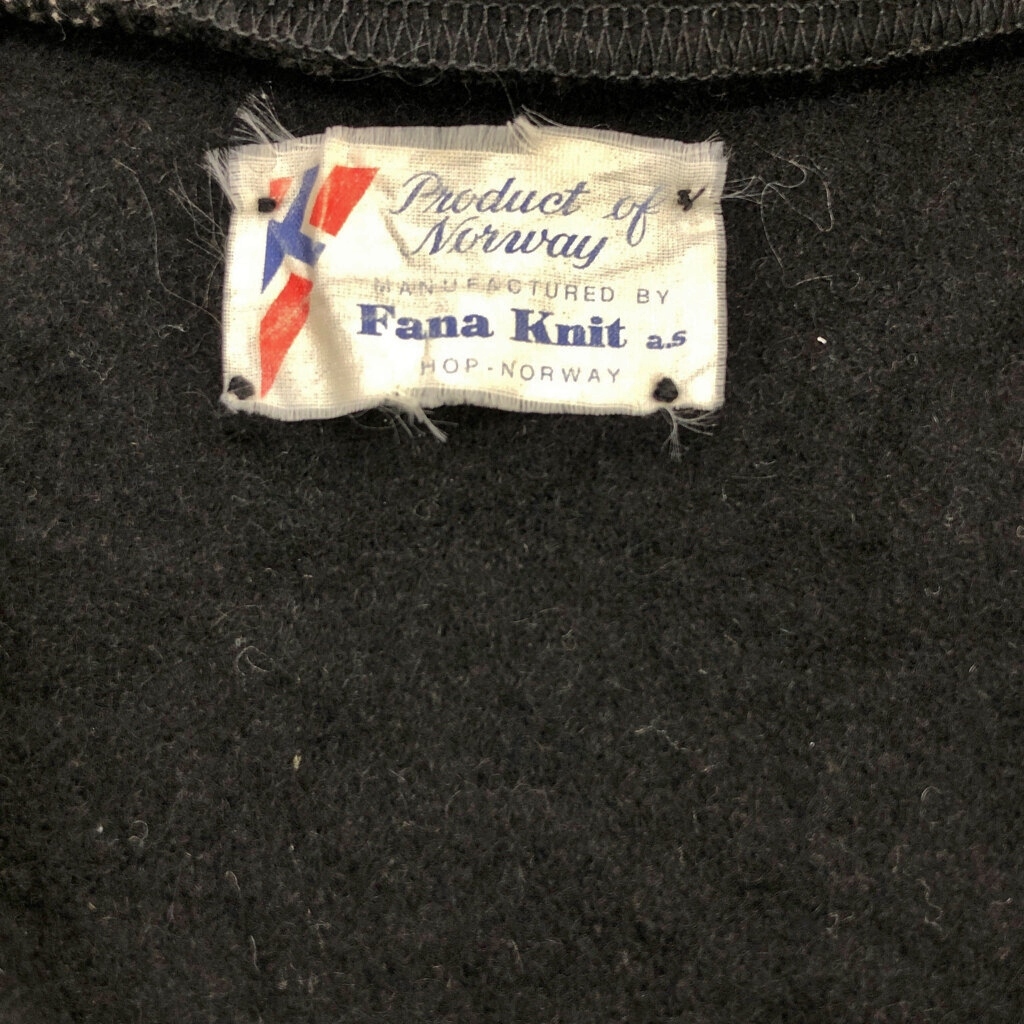 Product of
Norway
MANUFACTURED BY
Fana Knit a.s
HOP-NORWAY